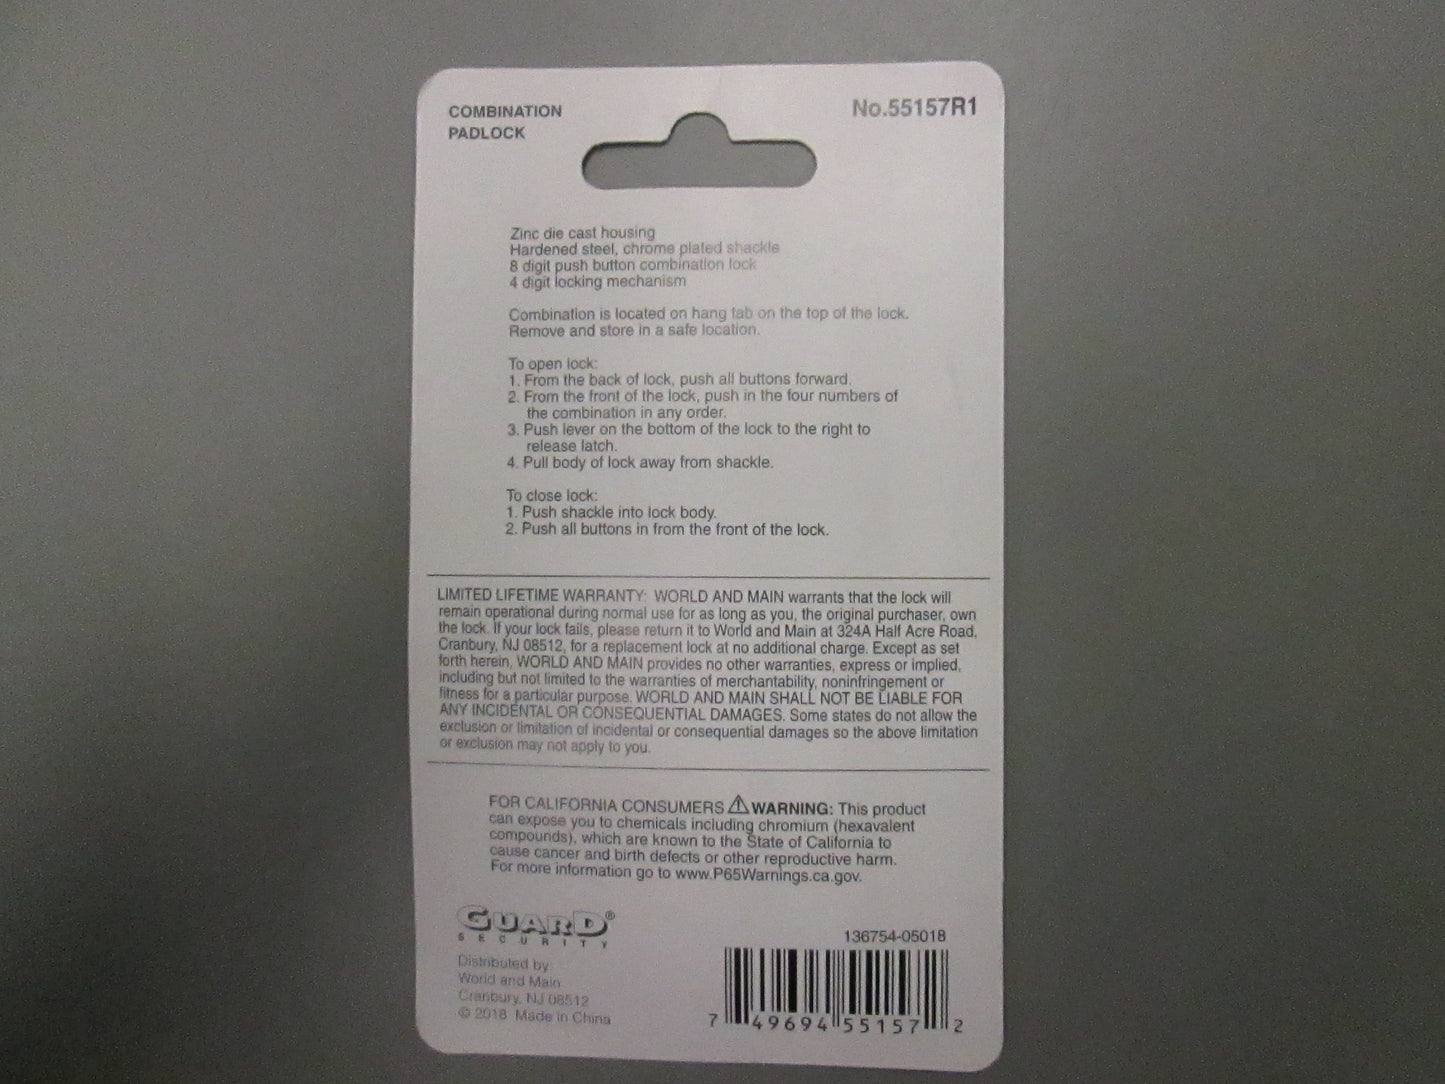 COMBINATION
PADLOCK
No.55157R1
Zinc die cast housing
Hardened steel, chrome plated shackle
8 digit push button combination lock
4 digit locking mechanism
Combination is located on hang tab on the top of the lock.
Remove and store in a safe location.
To open lock:
1. From the back of lock, push all buttons forward.
2. From the front of the lock, push in the four numbers of
the combination in any order.
3. Push lever on the bottom of the lock to the right to
release latch.
4. Pull body of lock away from shackle.
To close lock:
1. Push shackle into lock body.
2. Push all buttons in from the front of the lock.
LIMITED LIFETIME WARRANTY: WORLD AND MAIN warrants that the lock will
remain operational during normal use for as long as you, the original purchaser, own
the lock. If your lock fails, please return it to World and Main at 324A Half Acre Road,
Cranbury, NJ 08512, for a replacement lock at no additional charge. Except as set
forth herein, WORLD AND MAIN provides no other warranties, express or implied,
including but not limited to the warranties of merchantability, noninfringement or
fitness for a particular purpose. WORLD AND MAIN SHALL NOT BE LIABLE FOR
ANY INCIDENTAL OR CONSEQUENTIAL DAMAGES. Some states do not allow the
exclusion or limitation of incidental or consequential damages so the above limitation
or exclusion may not apply to you.
FOR CALIFORNIA CONSUMERS ⚠WARNING: This product
can expose you to chemicals including chromium (hexavalent
compounds), which are known to the State of California to
cause cancer and birth defects or other reproductive harm.
For more information go to www.P65Warnings.ca.gov.
GUARD®
SECURITY
Distributed by
World and Main
Cranbury, NJ 08512
© 2018 Made in China
136754-05018
7 49694 55157 2